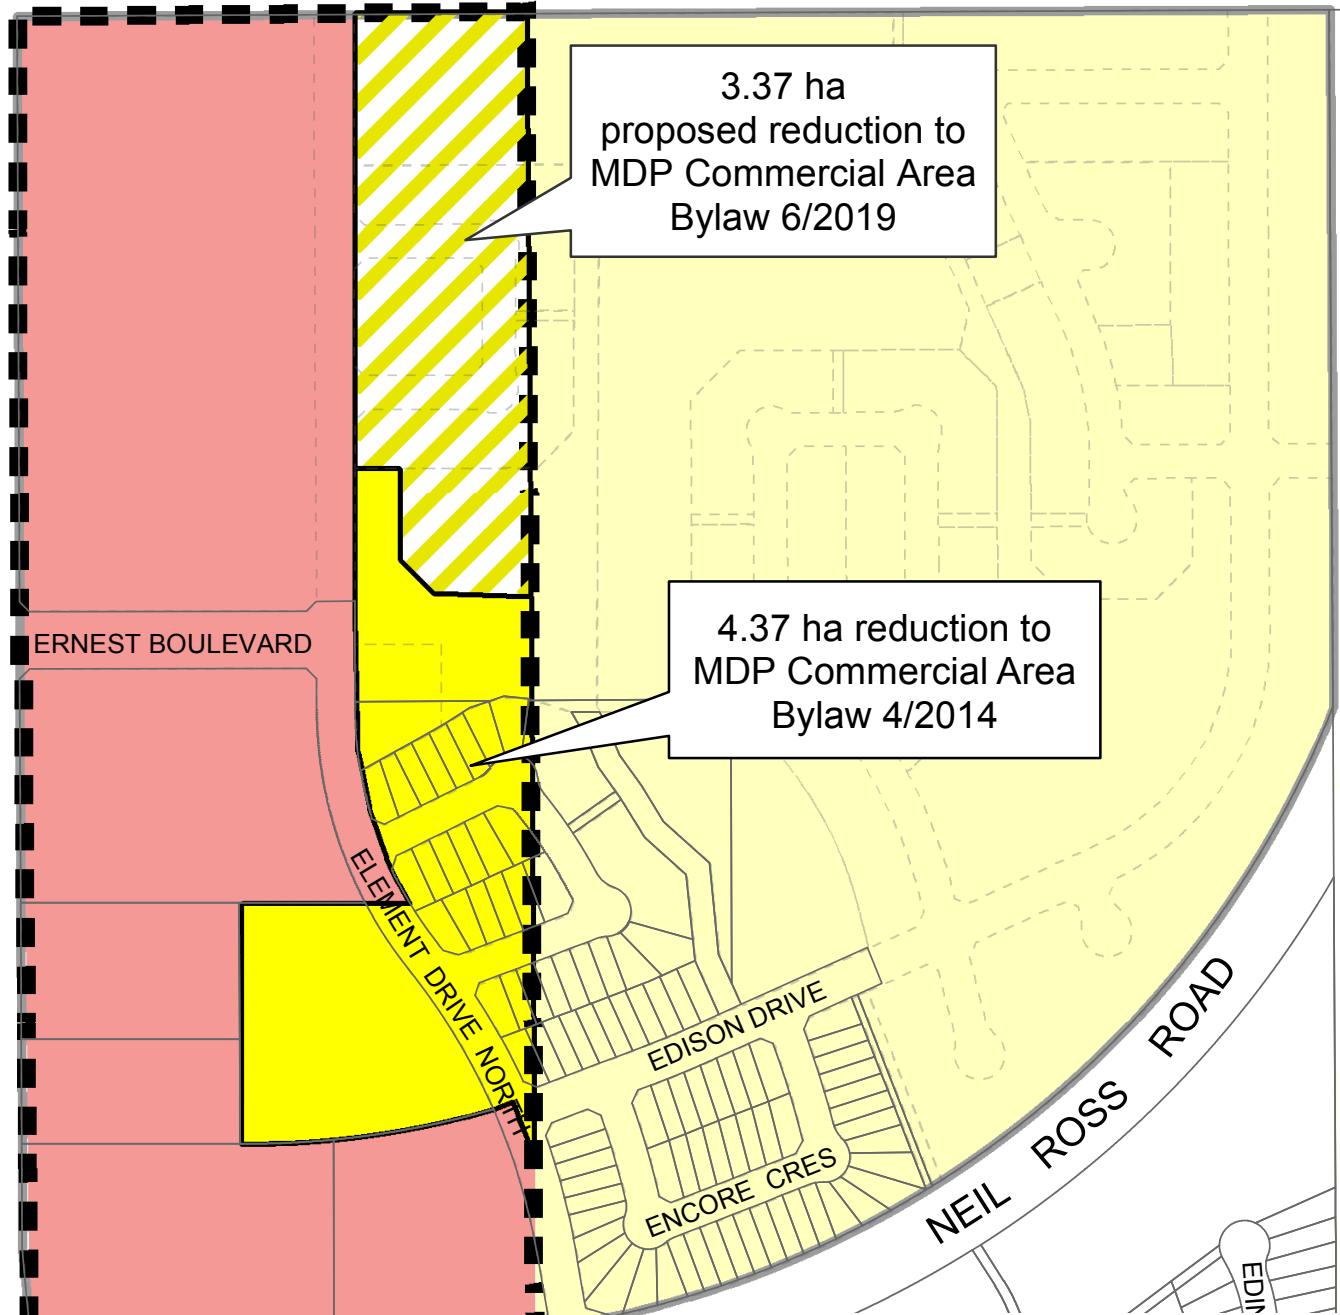 3.37 ha
proposed reduction to
MDP Commercial Area
Bylaw 6/2019
4.37 ha reduction to
MDP Commercial Area
Bylaw 4/2014
ERNEST BOULEVARD
ELEMENT DRIVE NORTH
EDISON DRIVE
ENCORE CRES
NEIL ROSS ROAD